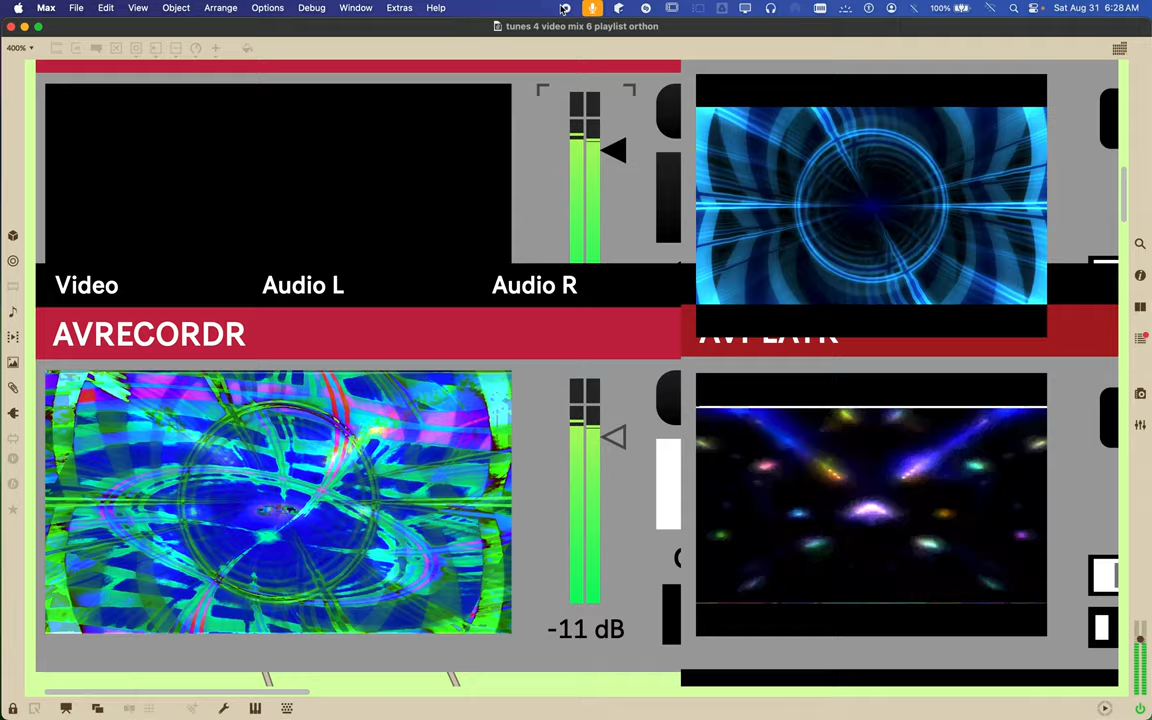 Max File Edit View Object Arrange Options Debug Window Extras Help 100% Sat Aug 31 6:28 AM
tunes 4 video mix 6 playlist orthon
400%
Video Audio L Audio R
AVRECORDR
-11 dB